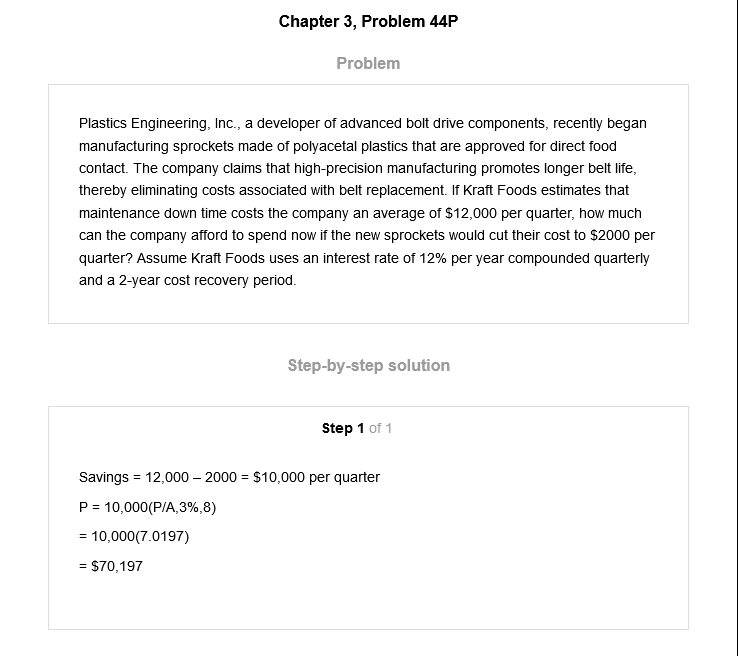 Chapter 3, Problem 44P
Problem
Plastics Engineering, Inc., a developer of advanced bolt drive components, recently began
manufacturing sprockets made of polyacetal plastics that are approved for direct food
contact. The company claims that high-precision manufacturing promotes longer belt life,
thereby eliminating costs associated with belt replacement. If Kraft Foods estimates that
maintenance down time costs the company an average of $12,000 per quarter, how much
can the company afford to spend now if the new sprockets would cut their cost to $2000 per
quarter? Assume Kraft Foods uses an interest rate of 12% per year compounded quarterly
and a 2-year cost recovery period.
Step-by-step solution
Step 1 of 1
Savings = 12,000 – 2000 = $10,000 per quarter
P = 10,000(P/A,3%,8)
= 10,000(7.0197)
= $70,197